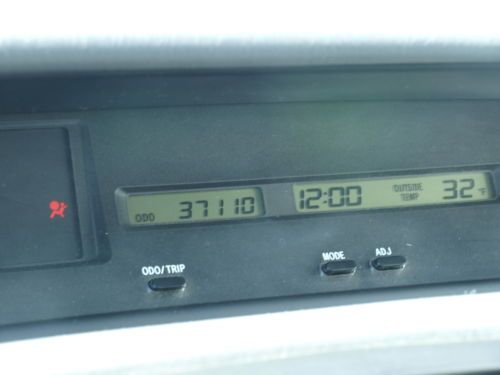 ODO 37110
12:00 OUTSIDE TEMP 32°F
ODO/TRIP
MODE
ADJ